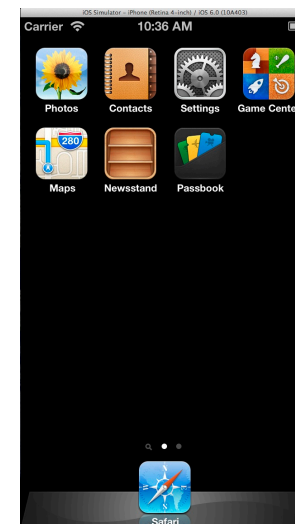 iOS Simulator - iPhone (Retina 4-inch) / iOS 6.0 (10A403)
Carrier 10:36 AM
Photos Contacts Settings Game Cente
280
Maps Newsstand Passbook
Safari